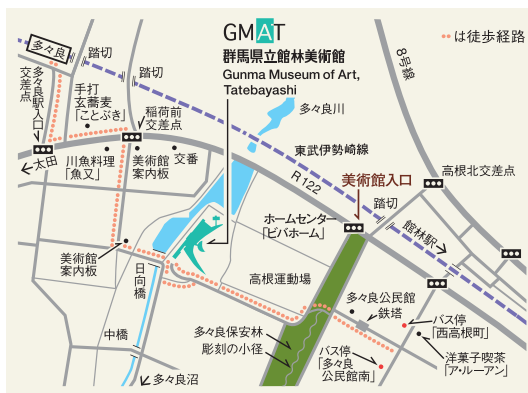 GMAT
群馬県立館林美術館
Gunma Museum of Art,
Tatebayashi
●●●は徒歩経路
多々良
踏切
踏切
8号線
多々良駅入口
交差点
手打
玄蕎麦
「ことぶき」
稲荷前
交差点
多々良川
東武伊勢崎線
←太田
川魚料理
「魚又」
美術館
案内板
交番
R122
美術館入口
高根北交差点
踏切
館林駅→
ホームセンター
「ビバホーム」
美術館
案内板
日向橋
高根運動場
多々良公民館
鉄塔
バス停
「西高根町」
中橋
多々良保安林
彫刻の小径
バス停
「多々良
公民館南」
洋菓子喫茶
「ア・ルーアン」
←多々良沼